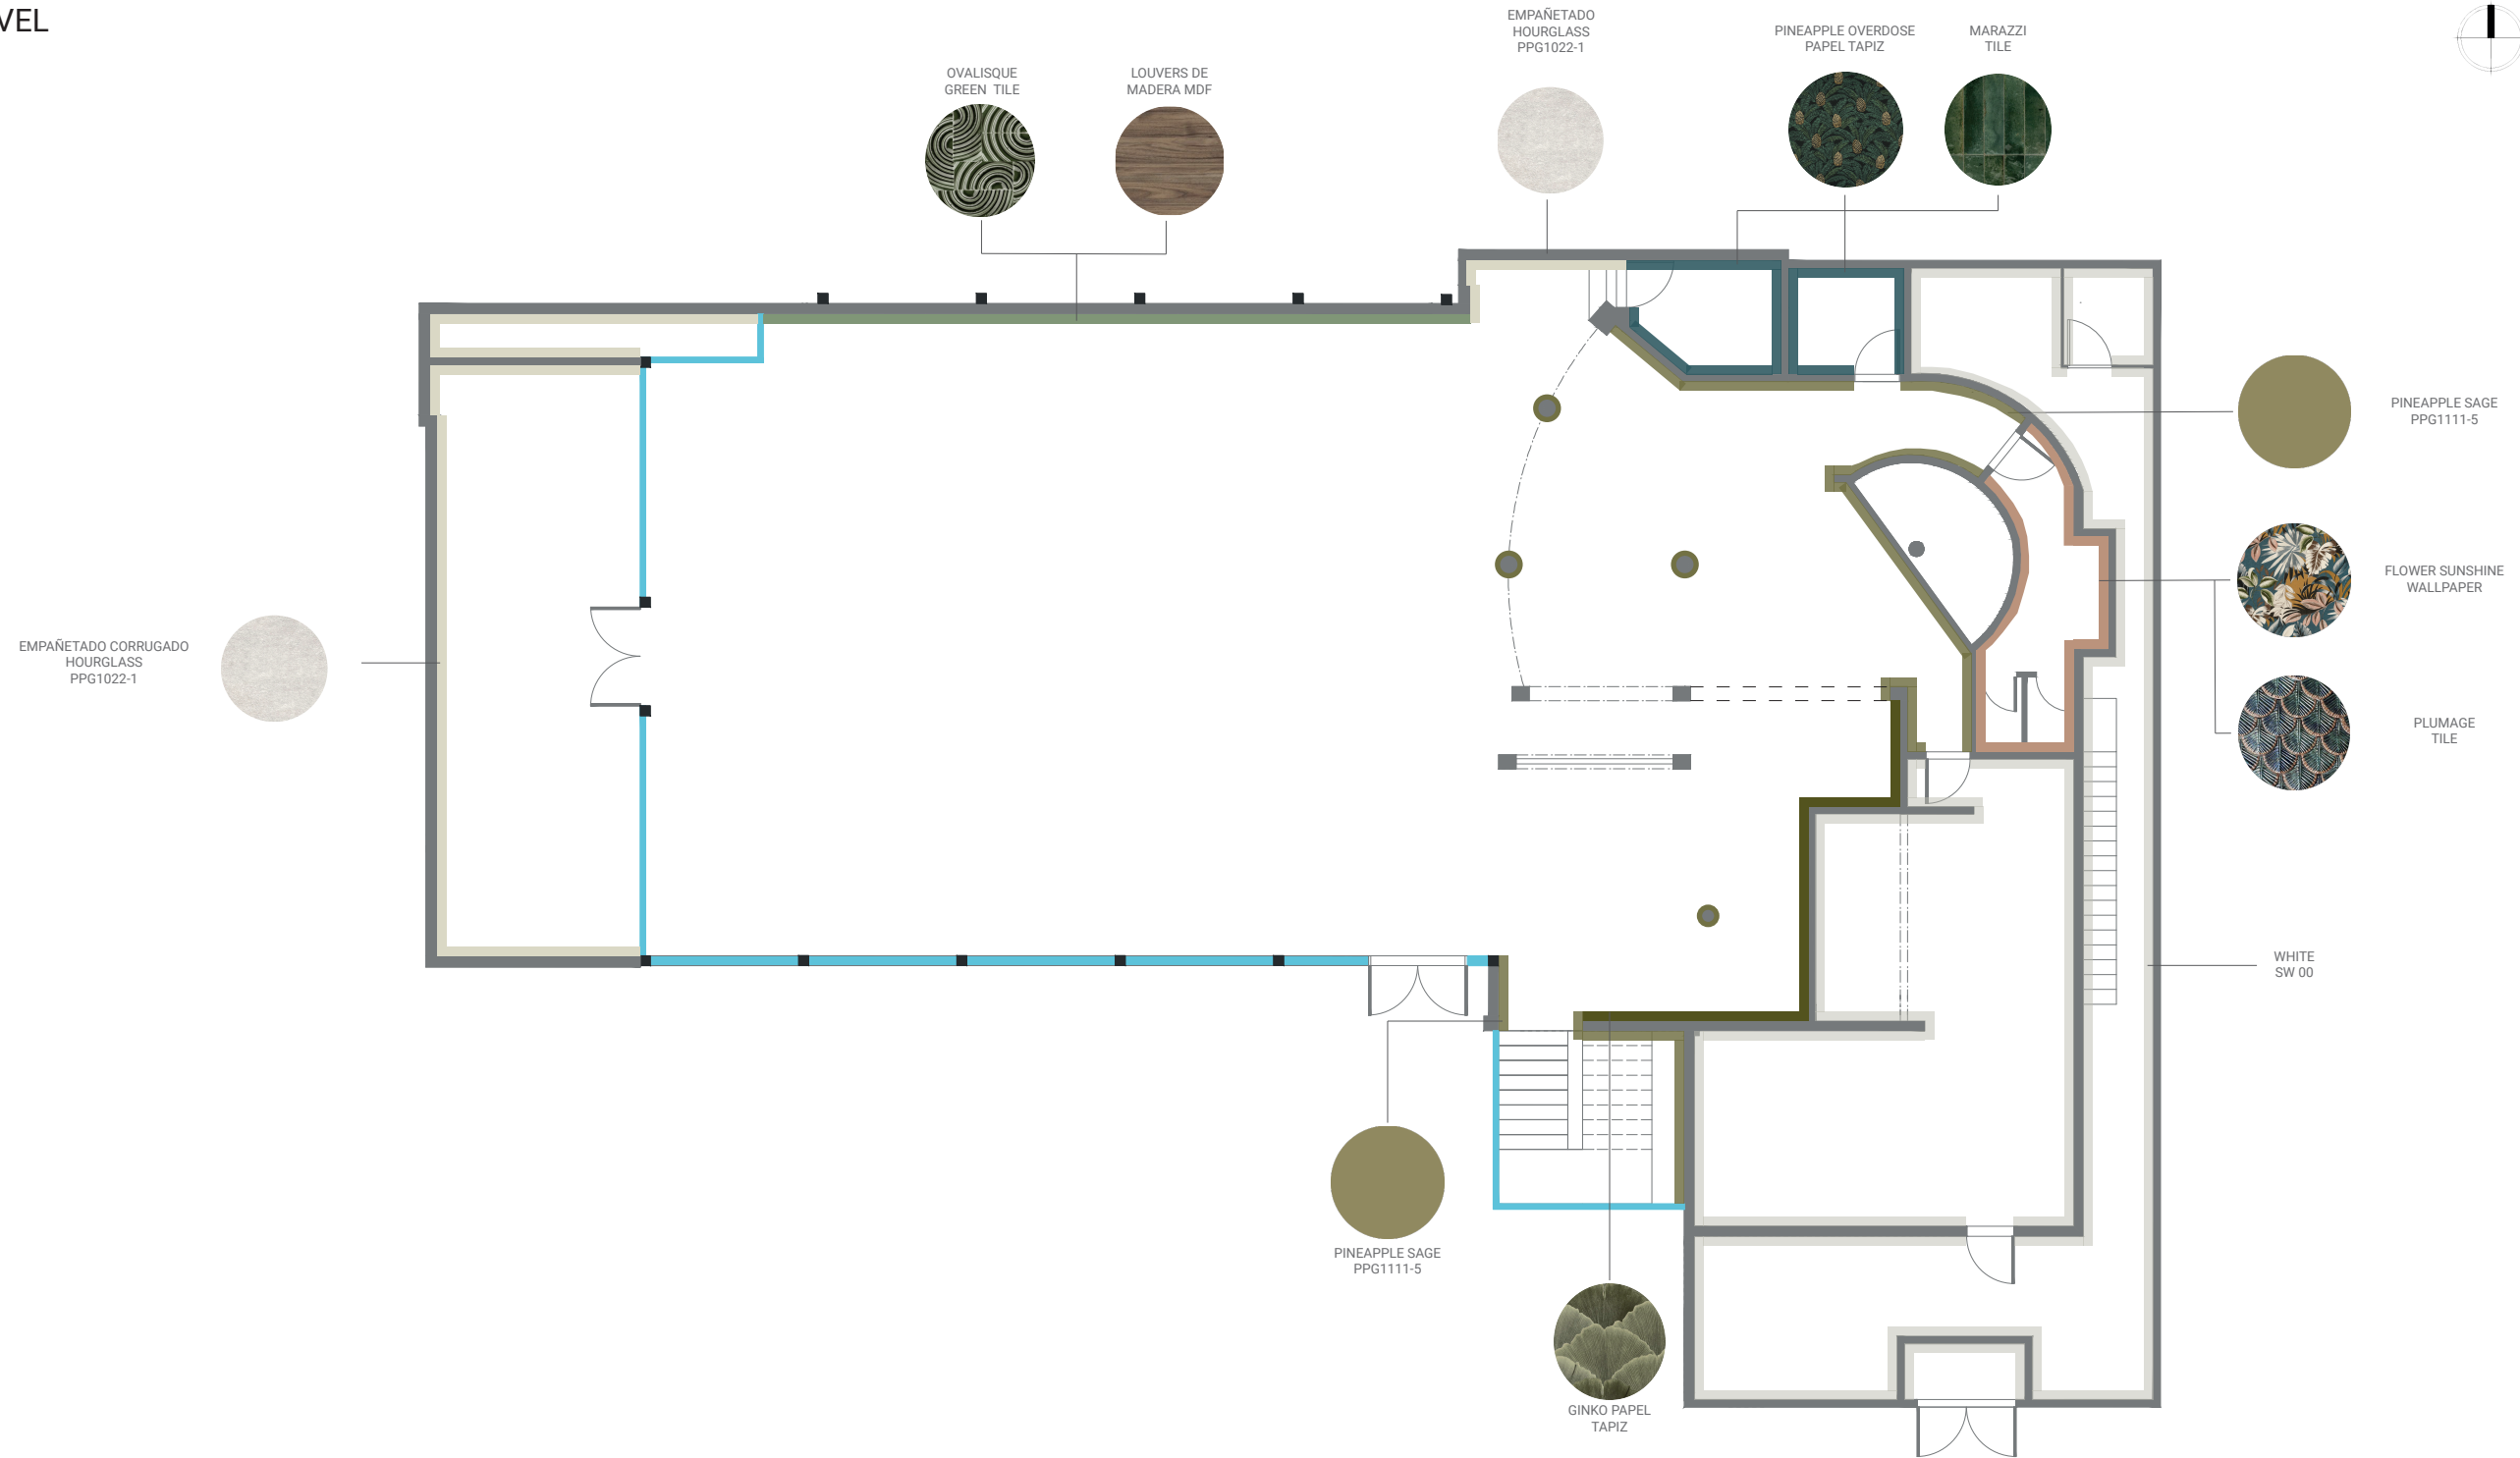 VEL
EMPAÑETADO
HOURGLASS
PPG1022-1
PINEAPPLE OVERDOSE
PAPEL TAPIZ
MARAZZI
TILE
OVALISQUE
GREEN TILE
LOUVERS DE
MADERA MDF
PINEAPPLE SAGE
PPG1111-5
FLOWER SUNSHINE
WALLPAPER
EMPAÑETADO CORRUGADO
HOURGLASS
PPG1022-1
PLUMAGE
TILE
WHITE
SW 00
PINEAPPLE SAGE
PPG1111-5
GINKO PAPEL
TAPIZ